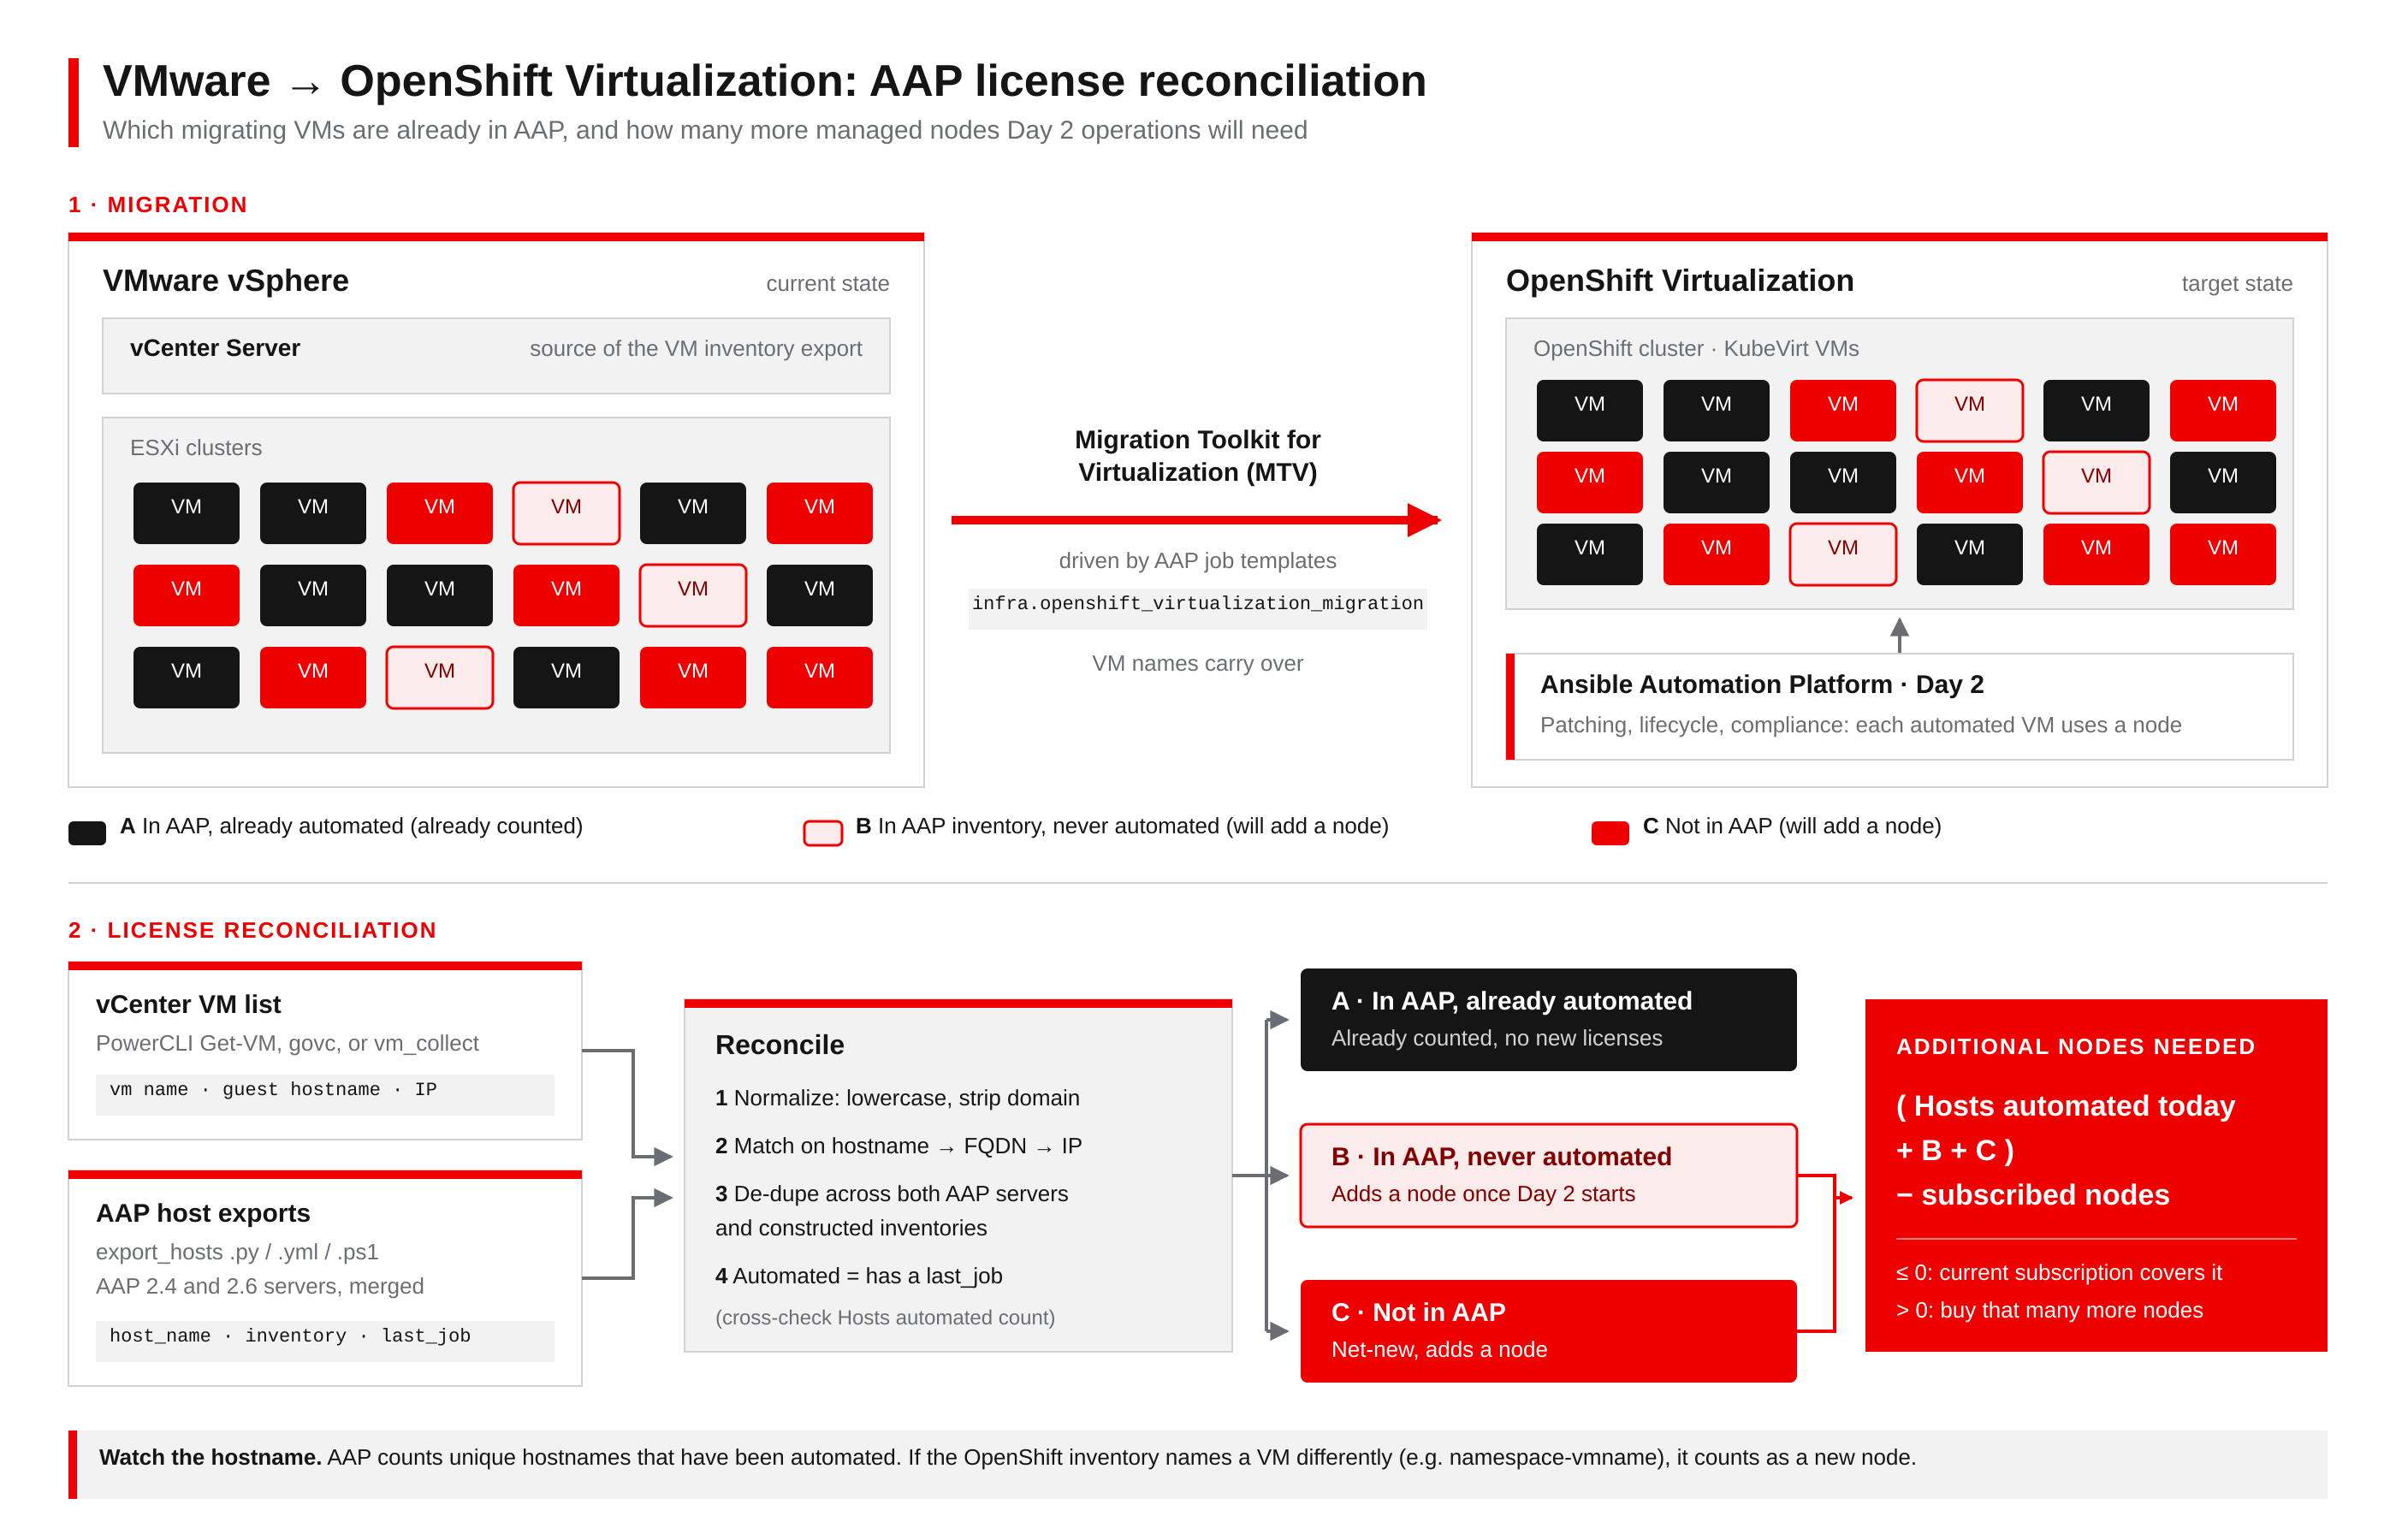 VMware → OpenShift Virtualization: AAP license reconciliation
Which migrating VMs are already in AAP, and how many more managed nodes Day 2 operations will need
1 · MIGRATION
VMware vSphere
current state
vCenter Server
source of the VM inventory export
ESXi clusters
VM VM VM VM VM VM
VM VM VM VM VM VM
VM VM VM VM VM VM
Migration Toolkit for
Virtualization (MTV)
driven by AAP job templates
infra.openshift_virtualization_migration
VM names carry over
OpenShift Virtualization
target state
OpenShift cluster · KubeVirt VMs
VM VM VM VM VM VM
VM VM VM VM VM VM
VM VM VM VM VM VM
Ansible Automation Platform · Day 2
Patching, lifecycle, compliance: each automated VM uses a node
A In AAP, already automated (already counted)
B In AAP inventory, never automated (will add a node)
C Not in AAP (will add a node)
2 · LICENSE RECONCILIATION
vCenter VM list
PowerCLI Get-VM, govc, or vm_collect
vm name · guest hostname · IP
AAP host exports
export_hosts .py / .yml / .ps1
AAP 2.4 and 2.6 servers, merged
host_name · inventory · last_job
Reconcile
1 Normalize: lowercase, strip domain
2 Match on hostname → FQDN → IP
3 De-dupe across both AAP servers
and constructed inventories
4 Automated = has a last_job
(cross-check Hosts automated count)
A · In AAP, already automated
Already counted, no new licenses
B · In AAP, never automated
Adds a node once Day 2 starts
C · Not in AAP
Net-new, adds a node
ADDITIONAL NODES NEEDED
( Hosts automated today
+ B + C )
− subscribed nodes
≤ 0: current subscription covers it
> 0: buy that many more nodes
Watch the hostname. AAP counts unique hostnames that have been automated. If the OpenShift inventory names a VM differently (e.g. namespace-vmname), it counts as a new node.